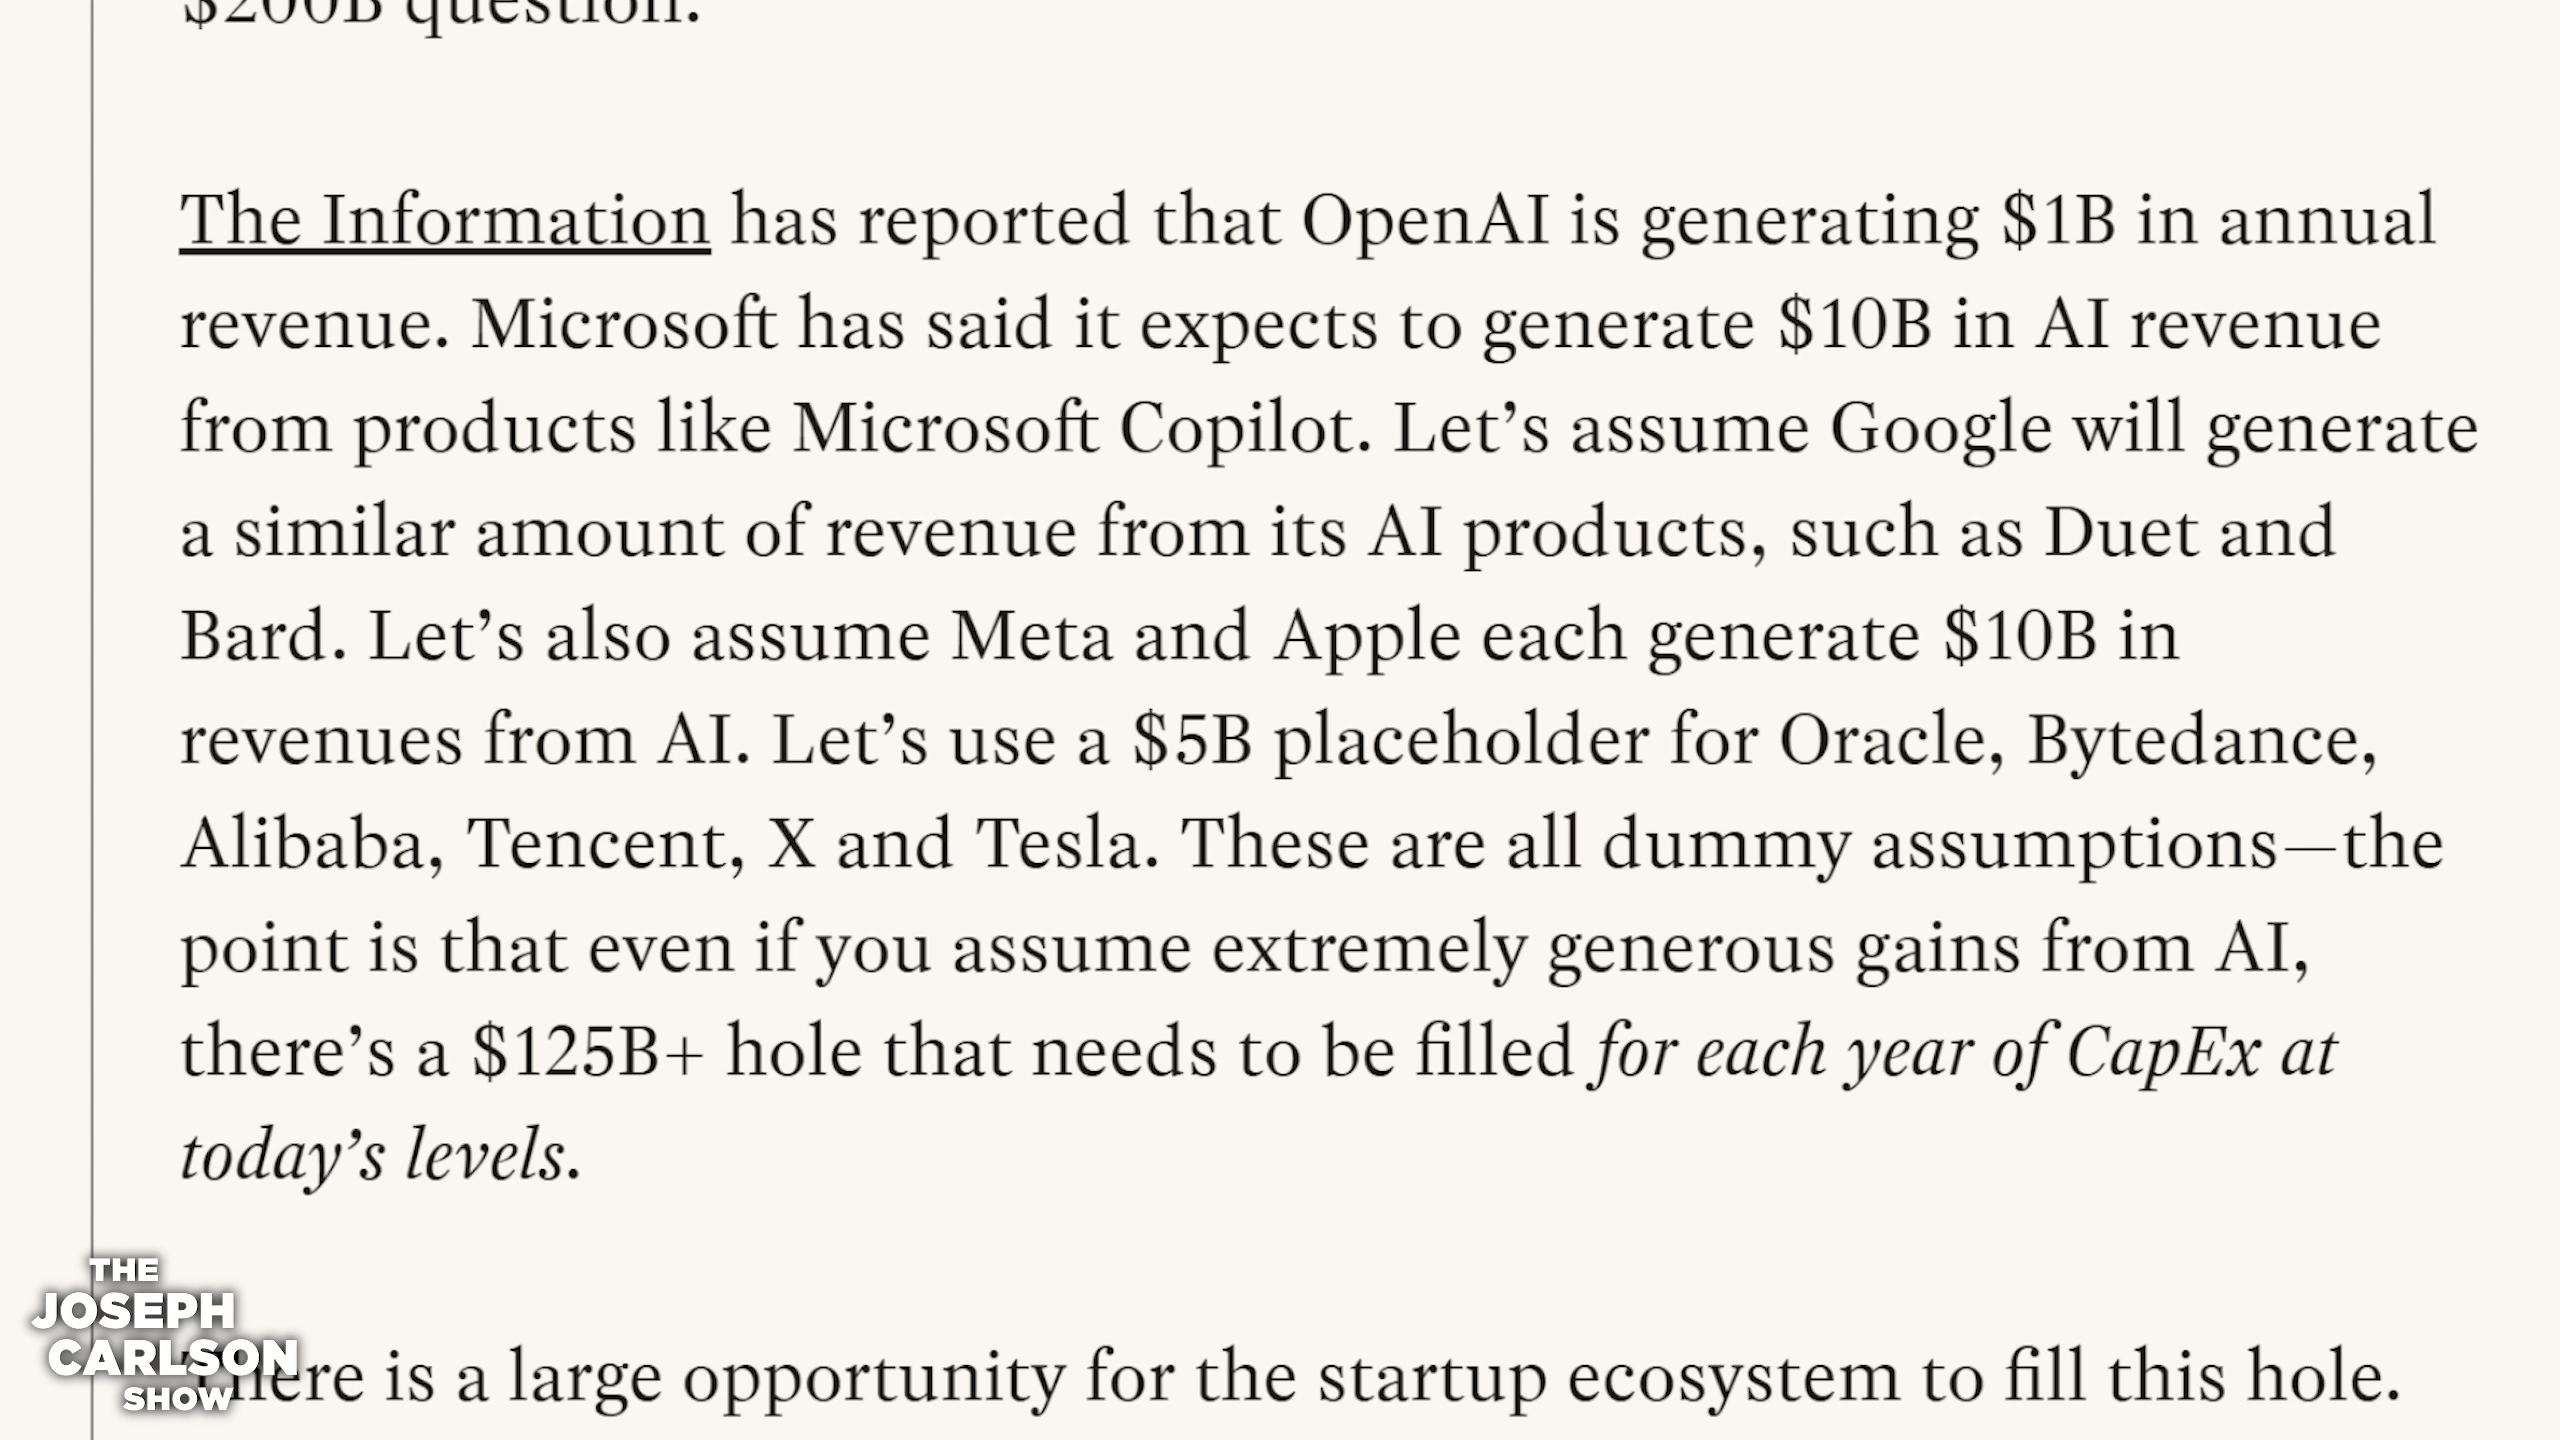 $200B question.
The Information has reported that OpenAI is generating $1B in annual
revenue. Microsoft has said it expects to generate $10B in AI revenue
from products like Microsoft Copilot. Let’s assume Google will generate
a similar amount of revenue from its AI products, such as Duet and
Bard. Let’s also assume Meta and Apple each generate $10B in
revenues from AI. Let’s use a $5B placeholder for Oracle, Bytedance,
Alibaba, Tencent, X and Tesla. These are all dummy assumptions—the
point is that even if you assume extremely generous gains from AI,
there’s a $125B+ hole that needs to be filled for each year of CapEx at
today’s levels.
There is a large opportunity for the startup ecosystem to fill this hole.
THE
JOSEPH
CARLSON
SHOW